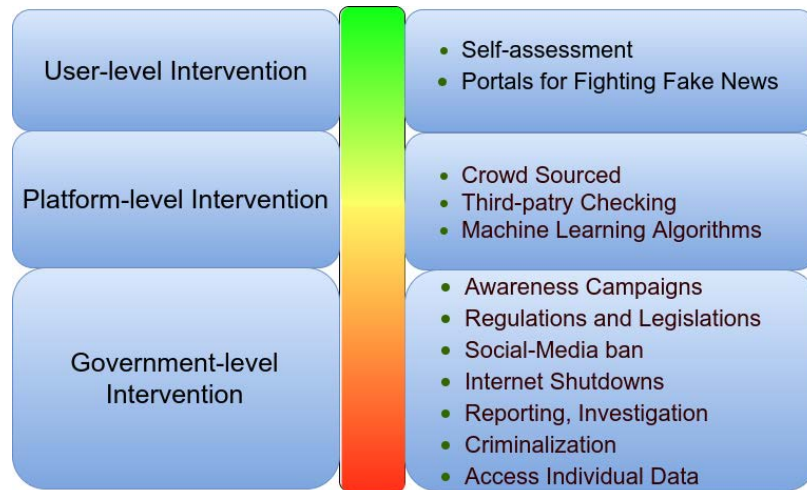 User-level Intervention
Self-assessment
Portals for Fighting Fake News
Platform-level Intervention
Crowd Sourced
Third-patry Checking
Machine Learning Algorithms
Government-level
Intervention
Awareness Campaigns
Regulations and Legislations
Social-Media ban
Internet Shutdowns
Reporting, Investigation
Criminalization
Access Individual Data